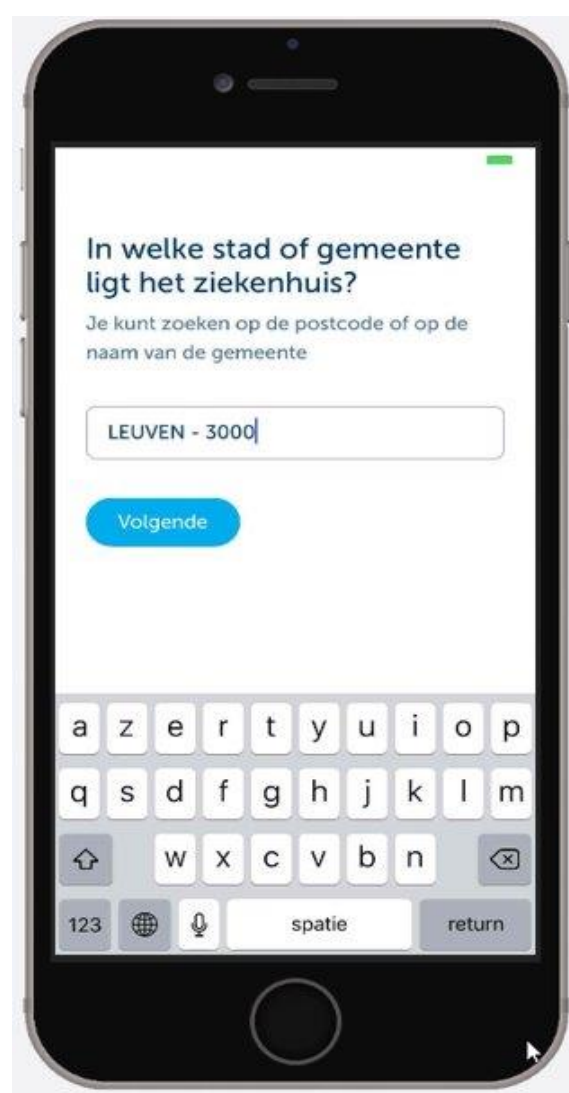 In welke stad of gemeente
ligt het ziekenhuis?
Je kunt zoeken op de postcode of op de
naam van de gemeente
LEUVEN - 3000
Volgende
a z e r t y u i o p
q s d f g h j k l m
w x c v b n
123 spatie return